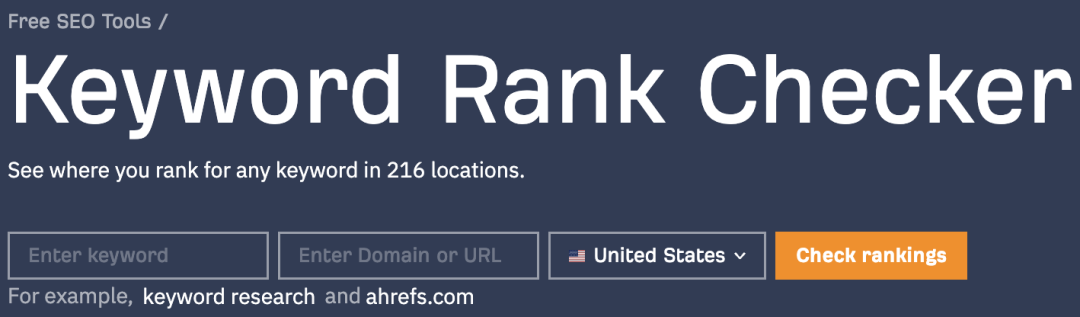 Free SEO Tools /
Keyword Rank Checker
See where you rank for any keyword in 216 locations.
Enter keyword Enter Domain or URL United States Check rankings
For example, keyword research and ahrefs.com